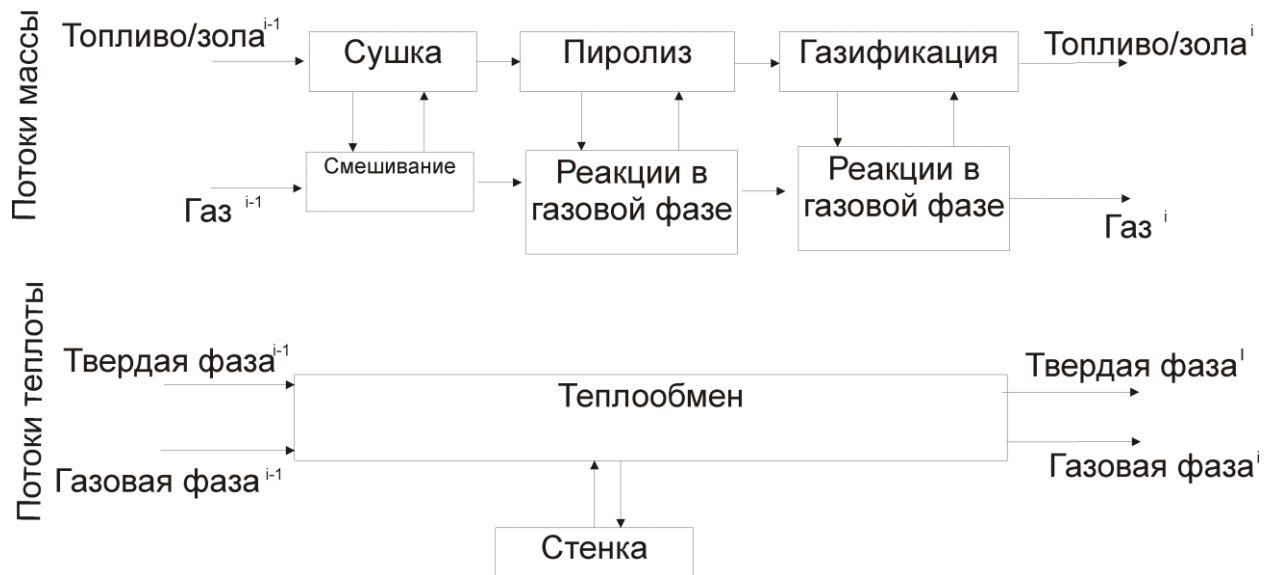 Потоки массы
Топливо/зола i-1
Сушка
Пиролиз
Газификация
Топливо/зола i
Газ i-1
Смешивание
Реакции в
газовой фазе
Реакции в
газовой фазе
Газ i
Потоки теплоты
Твердая фаза i-1
Теплообмен
Твердая фаза I
Газовая фаза i-1
Газовая фаза i
Стенка